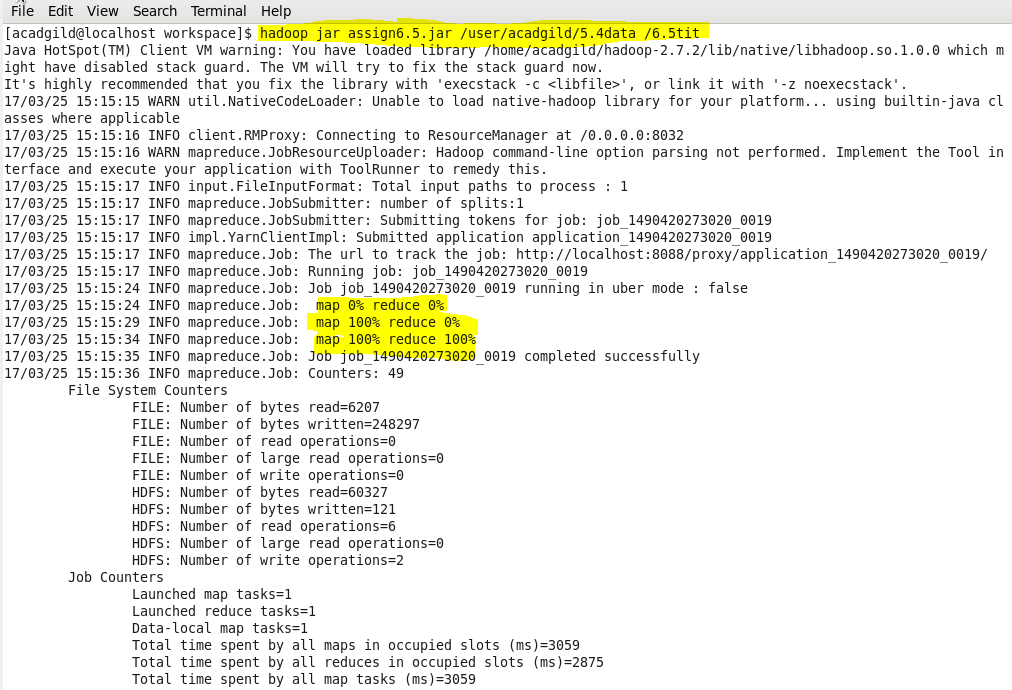 File Edit View Search Terminal Help
[acadgild@localhost workspace]$ hadoop jar assign6.5.jar /user/acadgild/5.4data /6.5tit
Java HotSpot(TM) Client VM warning: You have loaded library /home/acadgild/hadoop-2.7.2/lib/native/libhadoop.so.1.0.0 which m
ight have disabled stack guard. The VM will try to fix the stack guard now.
It's highly recommended that you fix the library with 'execstack -c <libfile>', or link it with '-z noexecstack'.
17/03/25 15:15:15 WARN util.NativeCodeLoader: Unable to load native-hadoop library for your platform... using builtin-java cl
asses where applicable
17/03/25 15:15:16 INFO client.RMProxy: Connecting to ResourceManager at /0.0.0.0:8032
17/03/25 15:15:16 WARN mapreduce.JobResourceUploader: Hadoop command-line option parsing not performed. Implement the Tool in
terface and execute your application with ToolRunner to remedy this.
17/03/25 15:15:17 INFO input.FileInputFormat: Total input paths to process : 1
17/03/25 15:15:17 INFO mapreduce.JobSubmitter: number of splits:1
17/03/25 15:15:17 INFO mapreduce.JobSubmitter: Submitting tokens for job: job_1490420273020_0019
17/03/25 15:15:17 INFO impl.YarnClientImpl: Submitted application application_1490420273020_0019
17/03/25 15:15:17 INFO mapreduce.Job: The url to track the job: http://localhost:8088/proxy/application_1490420273020_0019/
17/03/25 15:15:17 INFO mapreduce.Job: Running job: job_1490420273020_0019
17/03/25 15:15:24 INFO mapreduce.Job: Job job_1490420273020_0019 running in uber mode : false
17/03/25 15:15:24 INFO mapreduce.Job:  map 0% reduce 0%
17/03/25 15:15:29 INFO mapreduce.Job:  map 100% reduce 0%
17/03/25 15:15:34 INFO mapreduce.Job:  map 100% reduce 100%
17/03/25 15:15:35 INFO mapreduce.Job: Job job_1490420273020_0019 completed successfully
17/03/25 15:15:36 INFO mapreduce.Job: Counters: 49
File System Counters
FILE: Number of bytes read=6207
FILE: Number of bytes written=248297
FILE: Number of read operations=0
FILE: Number of large read operations=0
FILE: Number of write operations=0
HDFS: Number of bytes read=60327
HDFS: Number of bytes written=121
HDFS: Number of read operations=6
HDFS: Number of large read operations=0
HDFS: Number of write operations=2
Job Counters
Launched map tasks=1
Launched reduce tasks=1
Data-local map tasks=1
Total time spent by all maps in occupied slots (ms)=3059
Total time spent by all reduces in occupied slots (ms)=2875
Total time spent by all map tasks (ms)=3059